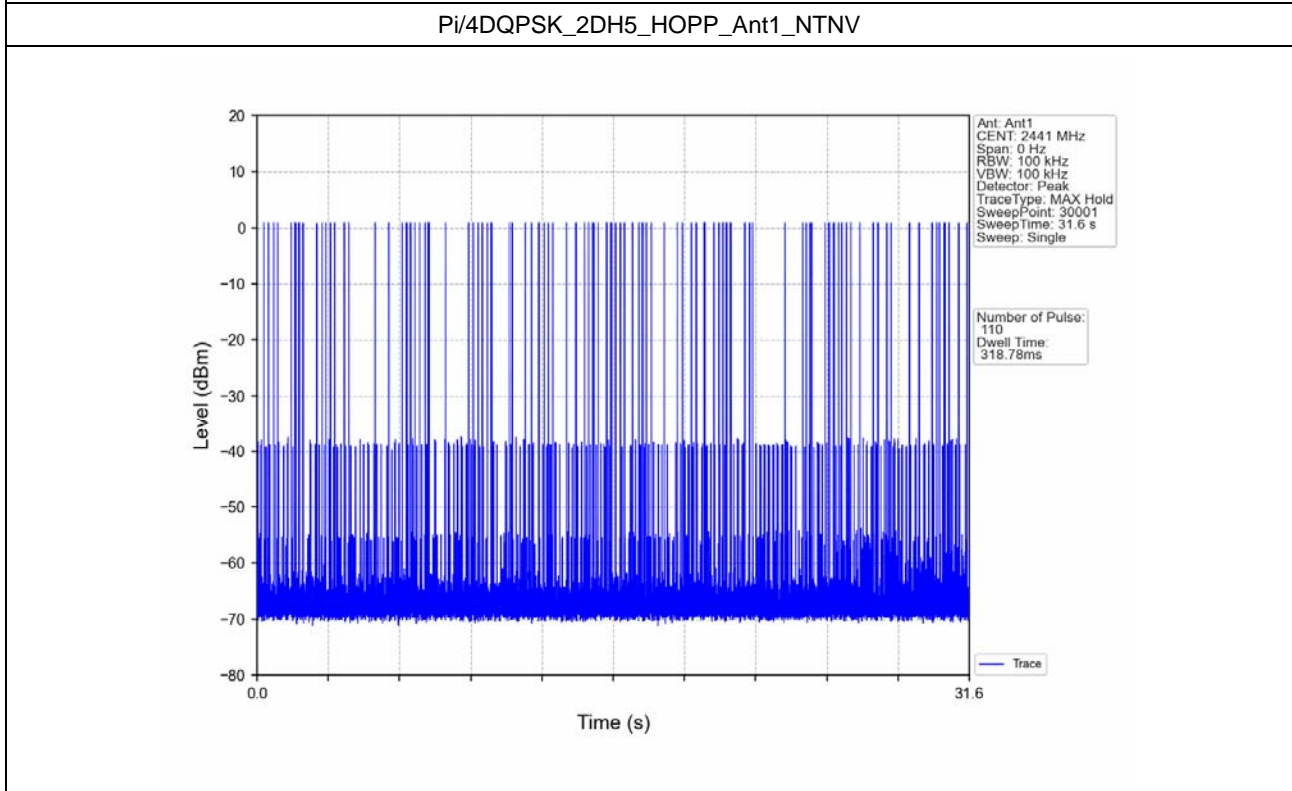 Pi/4DQPSK_2DH5_HOPP_Ant1_NTNV
20
10
0
−10
−20
−30
−40
−50
−60
−70
−80
Level (dBm)
0.0
31.6
Time (s)
Ant: Ant1
CENT: 2441 MHz
Span: 0 Hz
RBW: 100 kHz
VBW: 100 kHz
Detector: Peak
TraceType: MAX Hold
SweepPoint: 30001
SweepTime: 31.6 s
Sweep: Single
Number of Pulse:
110
Dwell Time:
318.78ms
Trace